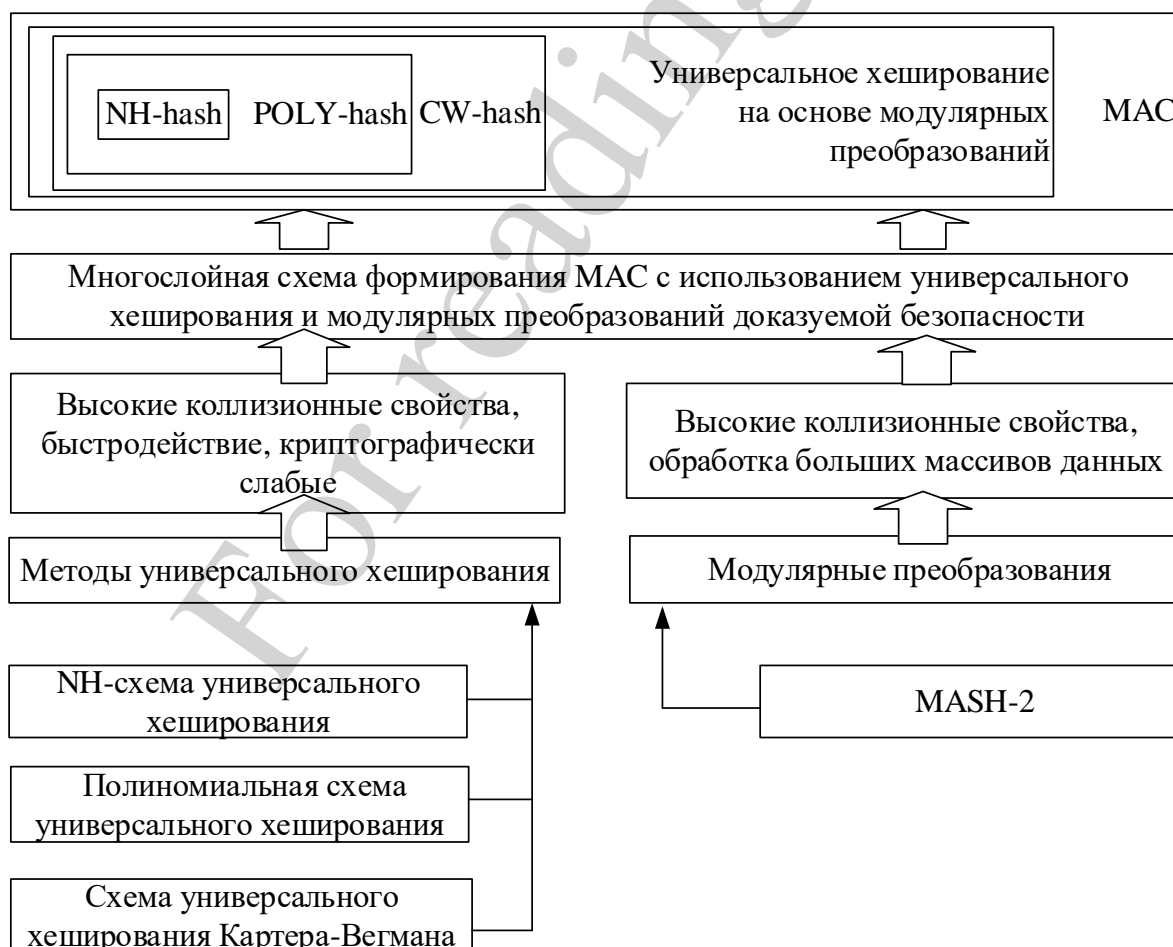 NH-hash POLY-hash CW-hash
Универсальное хеширование
на основе модулярных
преобразований
MAC
Многослойная схема формирования MAC с использованием универсального
хеширования и модулярных преобразований доказуемой безопасности
Высокие коллизионные свойства,
быстродействие, криптографически
слабые
Высокие коллизионные свойства,
обработка больших массивов данных
Методы универсального хеширования
Модулярные преобразования
NH-схема универсального
хеширования
MASH-2
Полиномиальная схема
универсального хеширования
Схема универсального
хеширования Картера-Вегмана
For reading